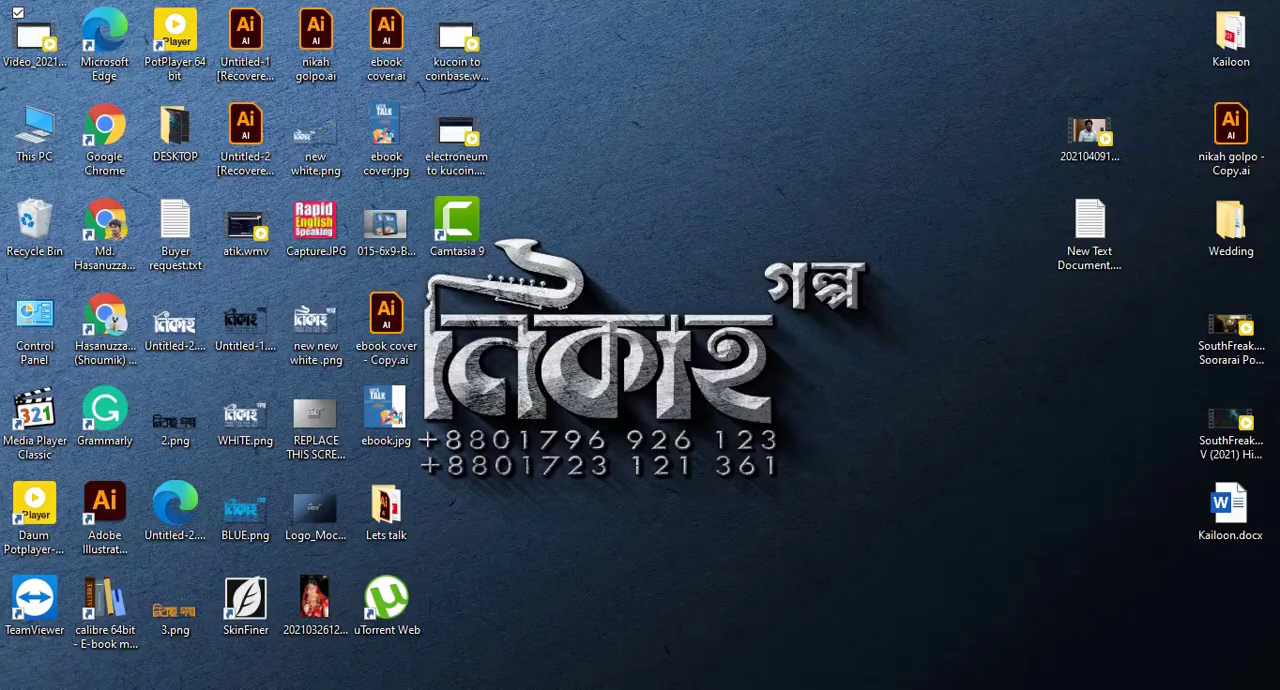 Video_2021...
Microsoft
Edge
PotPlayer 64
bit
Untitled-1
[Recovere...
nikah
golpo.ai
ebook
cover.ai
kucoin to
coinbase.w...
Kailoon
This PC
Google
Chrome
DESKTOP
Untitled-2
[Recovere...
new
white.png
ebook
cover.jpg
electroneum
to kucoin....
202104091...
nikah golpo -
Copy.ai
Recycle Bin
Md.
Hasanuzza...
Buyer
request.txt
atik.wmv
Rapid
English
Speaking
Capture.JPG
015-6x9-B...
Camtasia 9
New Text
Document....
Wedding
নিকাহ গল্প
+8801796 926 123
+8801723 121 361
Control
Panel
Hasanuzza...
(Shoumik) ...
Untitled-2....
Untitled-1....
new new
white .png
ebook cover
- Copy.ai
SouthFreak....
Soorarai Po...
Media Player
Classic
Grammarly
2.png
WHITE.png
REPLACE
THIS SCRE...
ebook.jpg
SouthFreak...
V (2021) Hi...
Daum
Potplayer-...
Adobe
Illustrat...
Untitled-2....
BLUE.png
Logo_Moc...
Lets talk
Kailoon.docx
TeamViewer
calibre 64bit
- E-book m...
3.png
SkinFiner
2021032612...
uTorrent Web